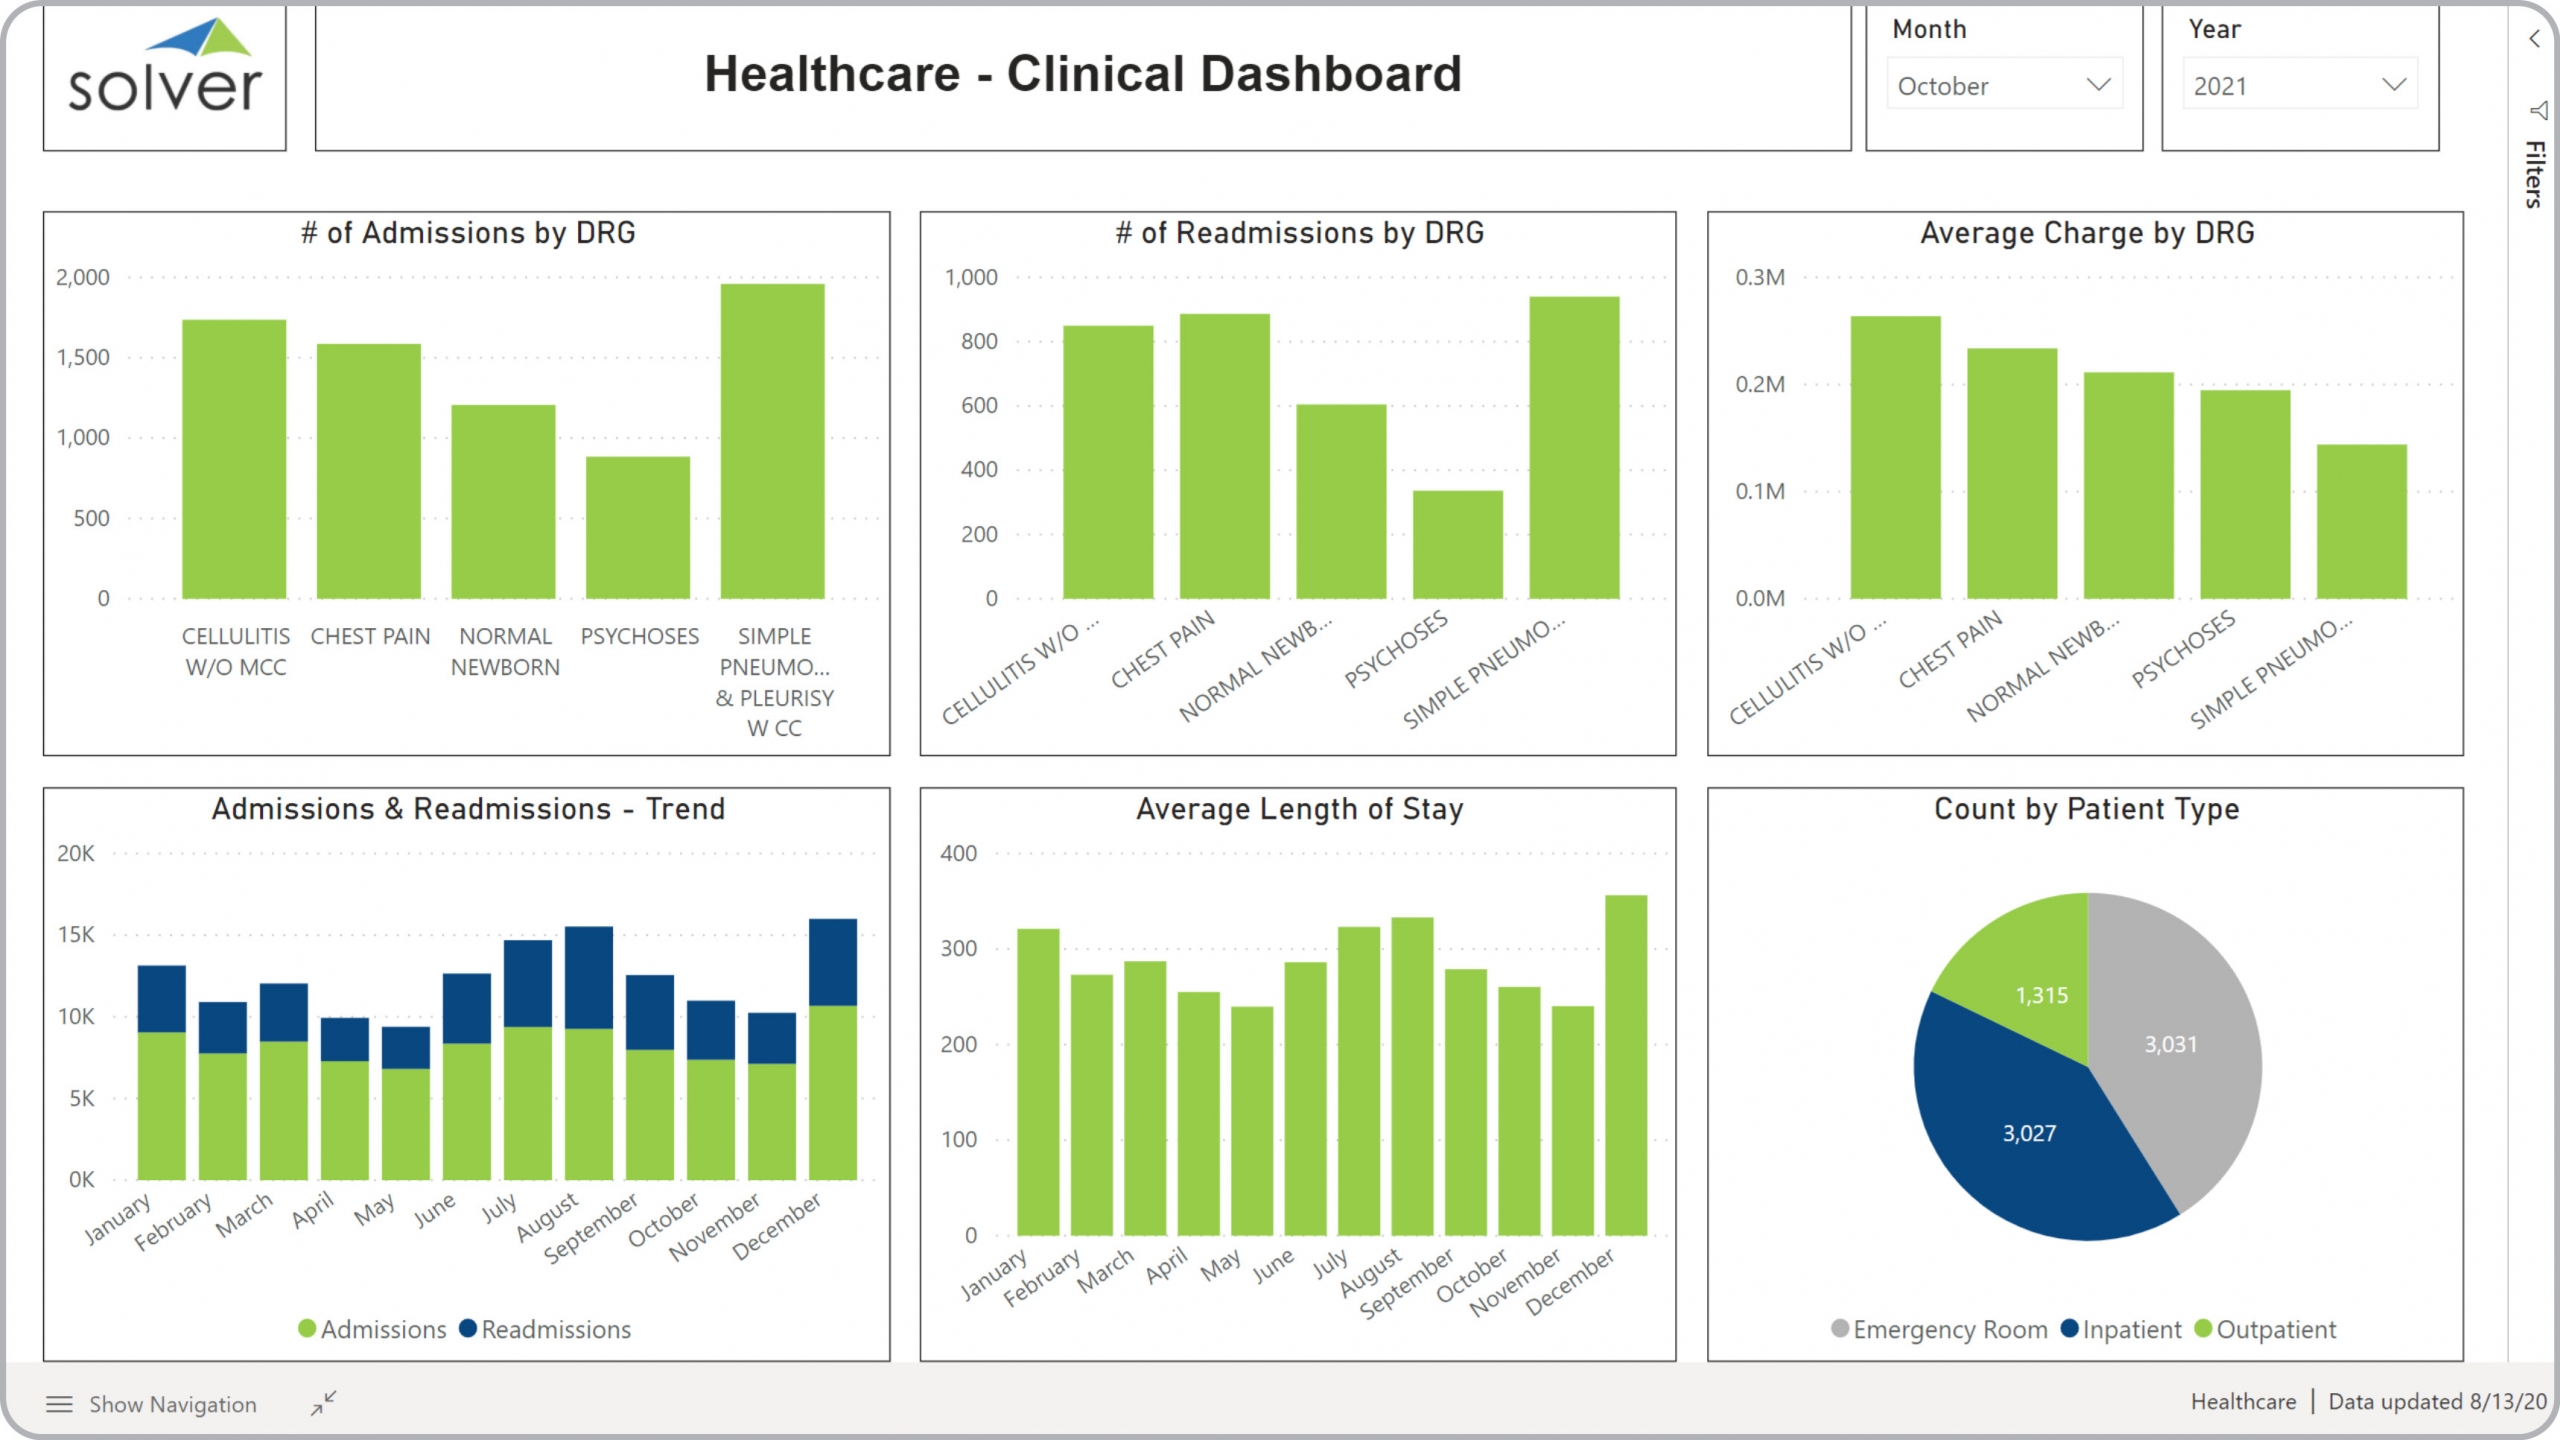 solver
Healthcare - Clinical Dashboard
Month
October
Year
2021
Filters
# of Admissions by DRG
2,000
1,500
1,000
500
0
CELLULITIS
W/O MCC
CHEST PAIN
NORMAL
NEWBORN
PSYCHOSES
SIMPLE
PNEUMO...
& PLEURISY
W CC
# of Readmissions by DRG
1,000
800
600
400
200
0
CELLULITIS W/O ...
CHEST PAIN
NORMAL NEWB...
PSYCHOSES
SIMPLE PNEUMO...
Average Charge by DRG
0.3M
0.2M
0.1M
0.0M
CELLULITIS W/O ...
CHEST PAIN
NORMAL NEWB...
PSYCHOSES
SIMPLE PNEUMO...
Admissions & Readmissions - Trend
20K
15K
10K
5K
0K
January
February
March
April
May
June
July
August
September
October
November
December
Admissions Readmissions
Average Length of Stay
400
300
200
100
0
January
February
March
April
May
June
July
August
September
October
November
December
Count by Patient Type
1,315
3,031
3,027
Emergency Room Inpatient Outpatient
Show Navigation
Healthcare | Data updated 8/13/20